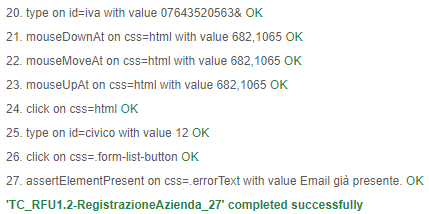 20. type on id=iva with value 07643520563& OK
21. mouseDownAt on css=html with value 682,1065 OK
22. mouseMoveAt on css=html with value 682,1065 OK
23. mouseUpAt on css=html with value 682,1065 OK
24. click on css=html OK
25. type on id=civico with value 12 OK
26. click on css=.form-list-button OK
27. assertElementPresent on css=.errorText with value Email già presente. OK
'TC_RFU1.2-RegistrazioneAzienda_27' completed successfully